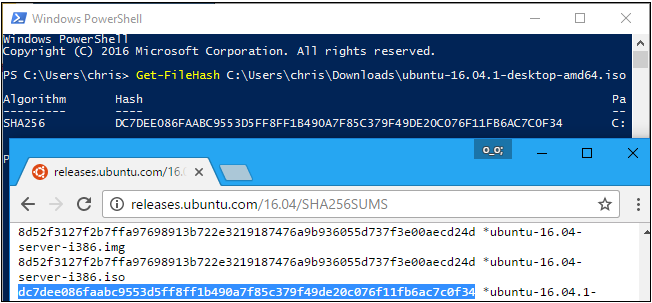 Windows PowerShell
Windows PowerShell
Copyright (C) 2016 Microsoft Corporation. All rights reserved.
PS C:\Users\chris> Get-FileHash C:\Users\chris\Downloads\ubuntu-16.04.1-desktop-amd64.iso
Algorithm Hash Pa
--------- ---- --
SHA256 DC7DEE086FAABC9553D5FF8FF1B490A7F85C379F49DE20C076F11FB6AC7C0F34 C:
P
o_o;
releases.ubuntu.com/16.0
releases.ubuntu.com/16.04/SHA256SUMS
8d52f3127f2b7ffa97698913b722e3219187476a9b936055d737f3e00aecd24d *ubuntu-16.04-
server-i386.img
8d52f3127f2b7ffa97698913b722e3219187476a9b936055d737f3e00aecd24d *ubuntu-16.04-
server-i386.iso
dc7dee086faabc9553d5ff8ff1b490a7f85c379f49de20c076f11fb6ac7c0f34 *ubuntu-16.04.1-